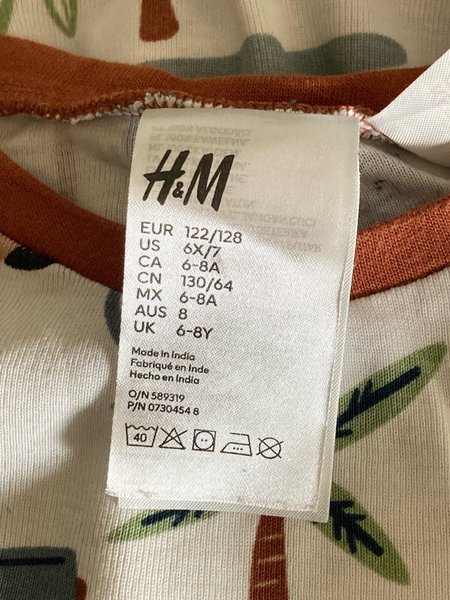 H&M
EUR 122/128
US 6X/7
CA 6-8A
CN 130/64
MX 6-8A
AUS 8
UK 6-8Y
Made in India
Fabriqué en Inde
Hecho en India
O/N 589319
P/N 0730454 8
40